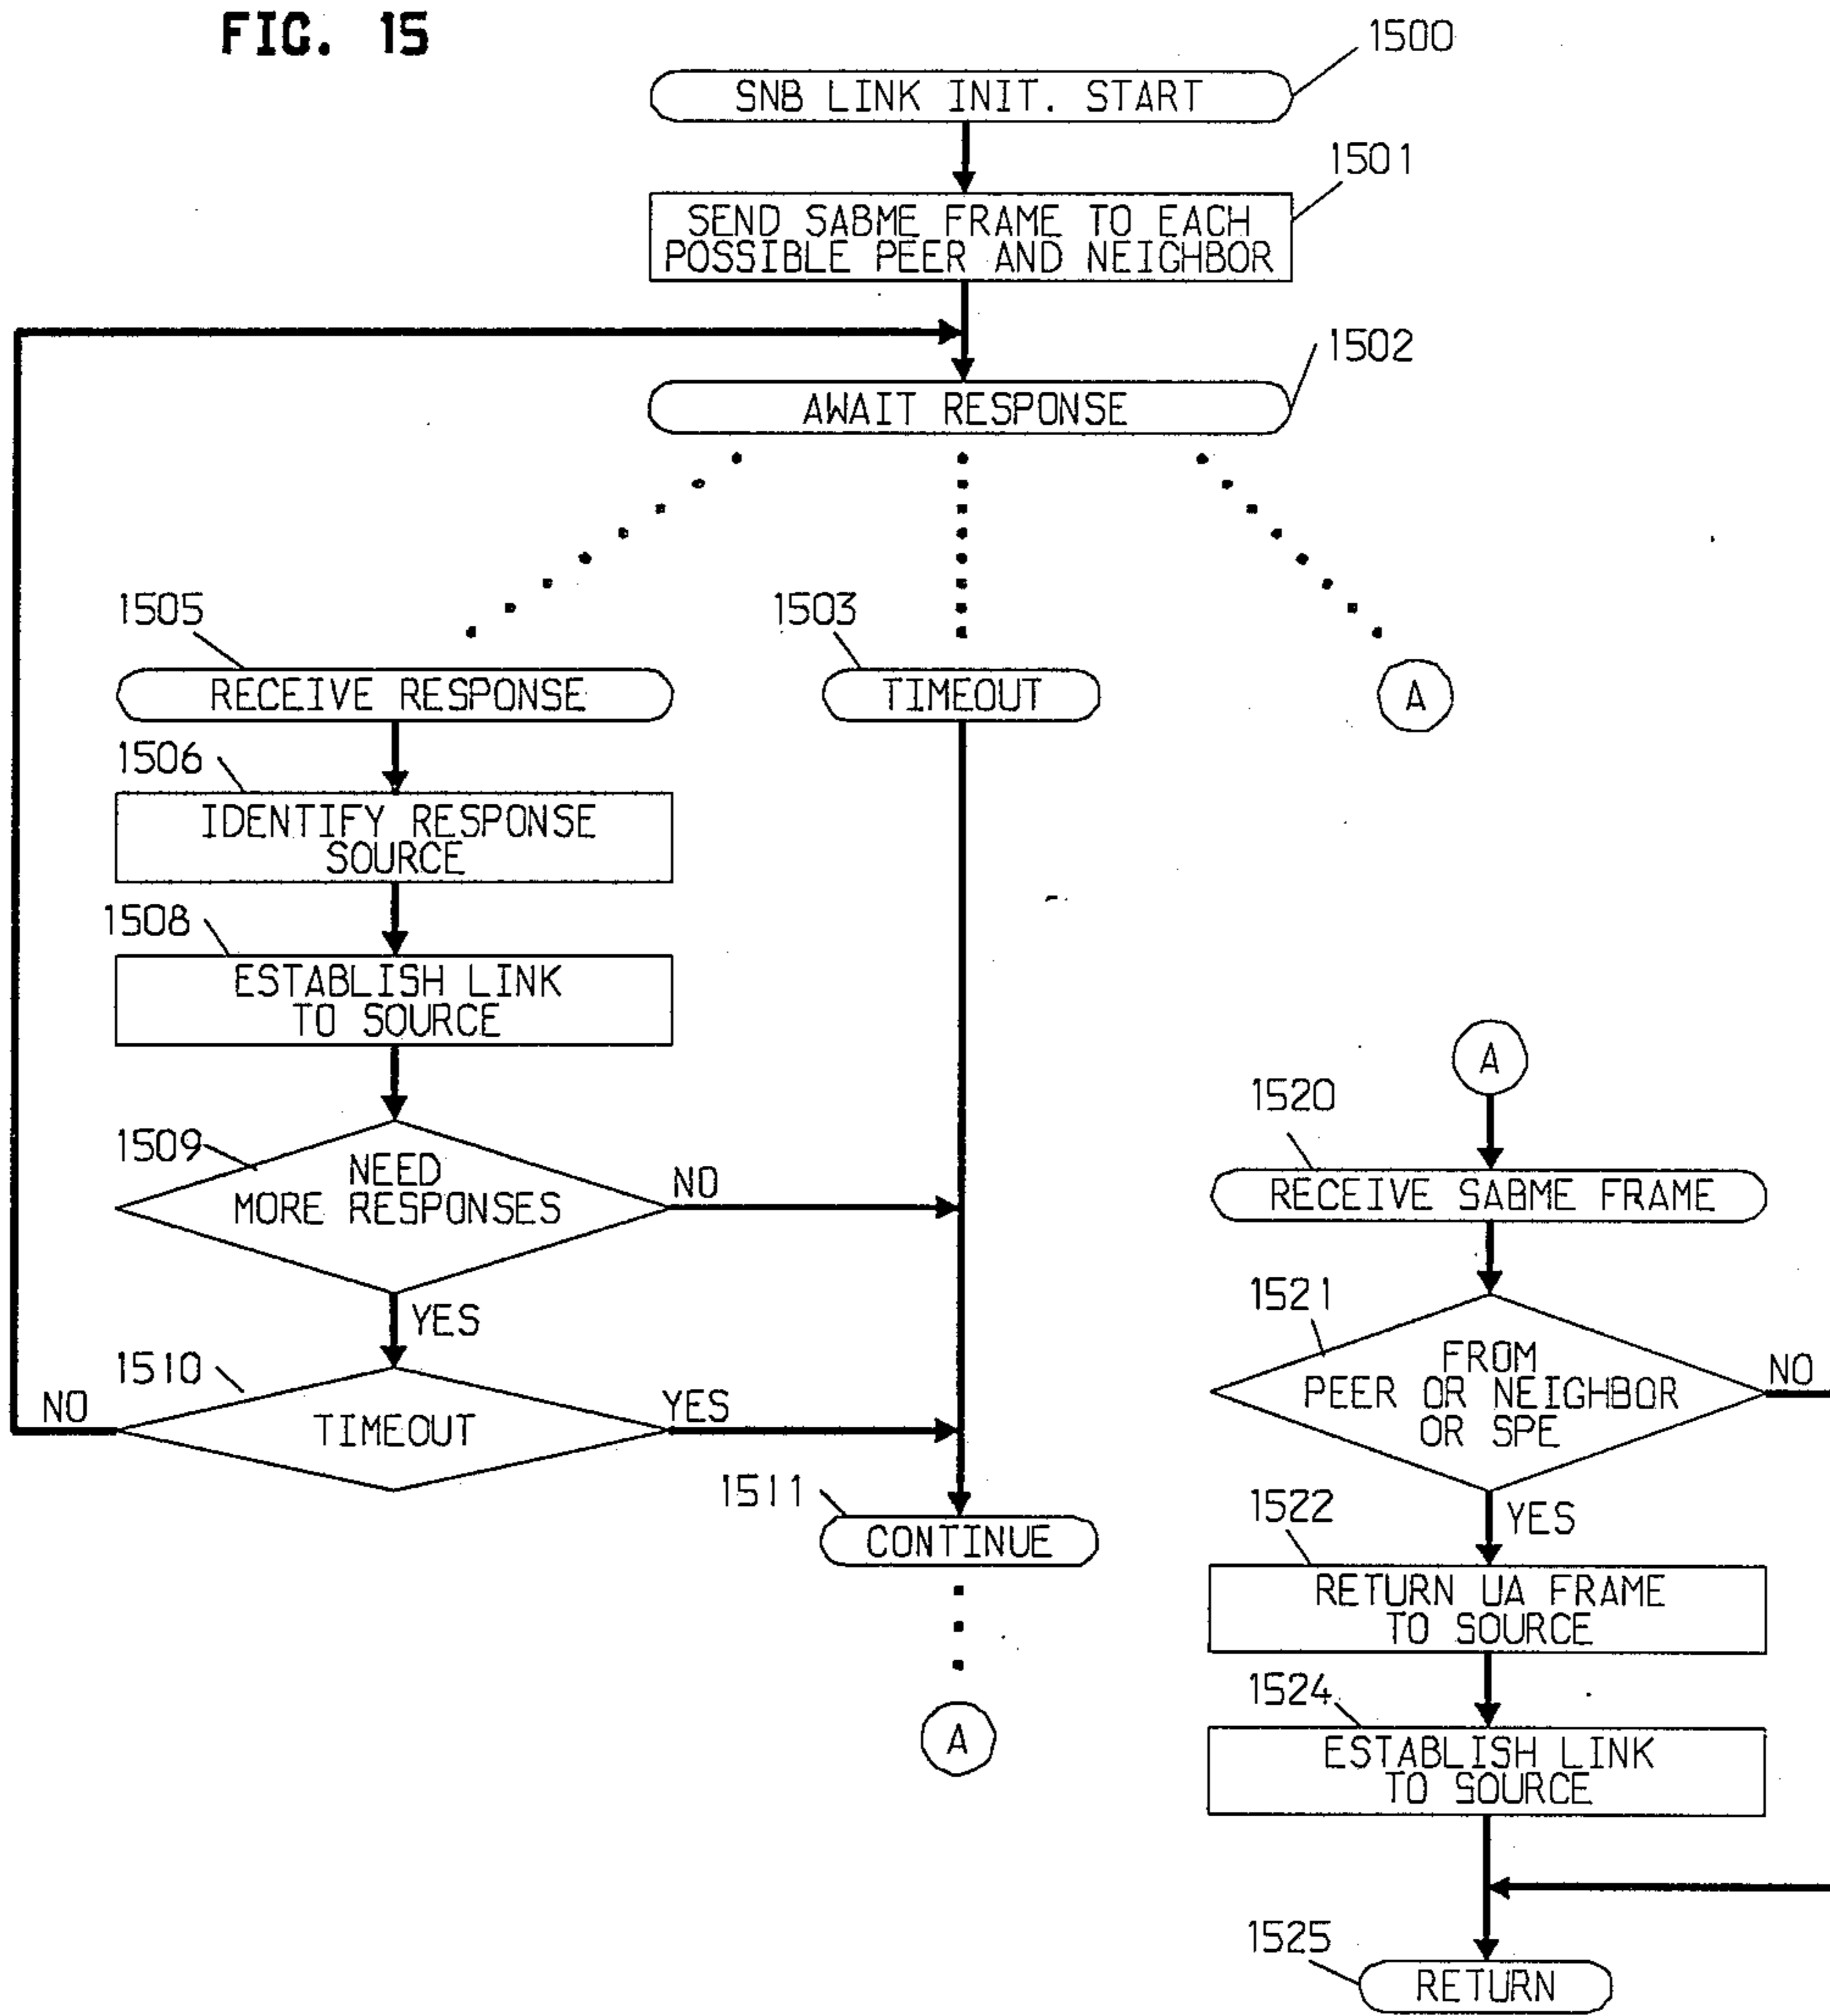 FIG. 15
1500
SNB LINK INIT. START
1501
SEND SABME FRAME TO EACH
POSSIBLE PEER AND NEIGHBOR
1502
AWAIT RESPONSE
1505
RECEIVE RESPONSE
1503
TIMEOUT
A
1506
IDENTIFY RESPONSE
SOURCE
1508
ESTABLISH LINK
TO SOURCE
1509
NEED
MORE RESPONSES
NO
YES
1510
TIMEOUT
NO
YES
1511
CONTINUE
A
A
1520
RECEIVE SABME FRAME
1521
FROM
PEER OR NEIGHBOR
OR SPE
NO
YES
1522
RETURN UA FRAME
TO SOURCE
1524
ESTABLISH LINK
TO SOURCE
1525
RETURN